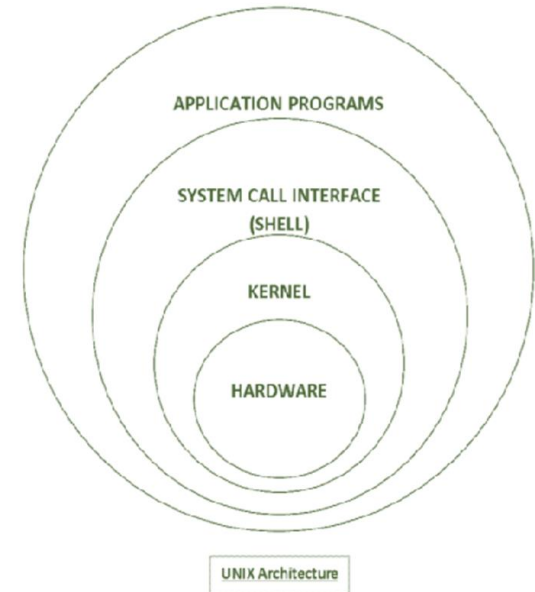 APPLICATION PROGRAMS
SYSTEM CALL INTERFACE
(SHELL)
KERNEL
HARDWARE
UNIX Architecture